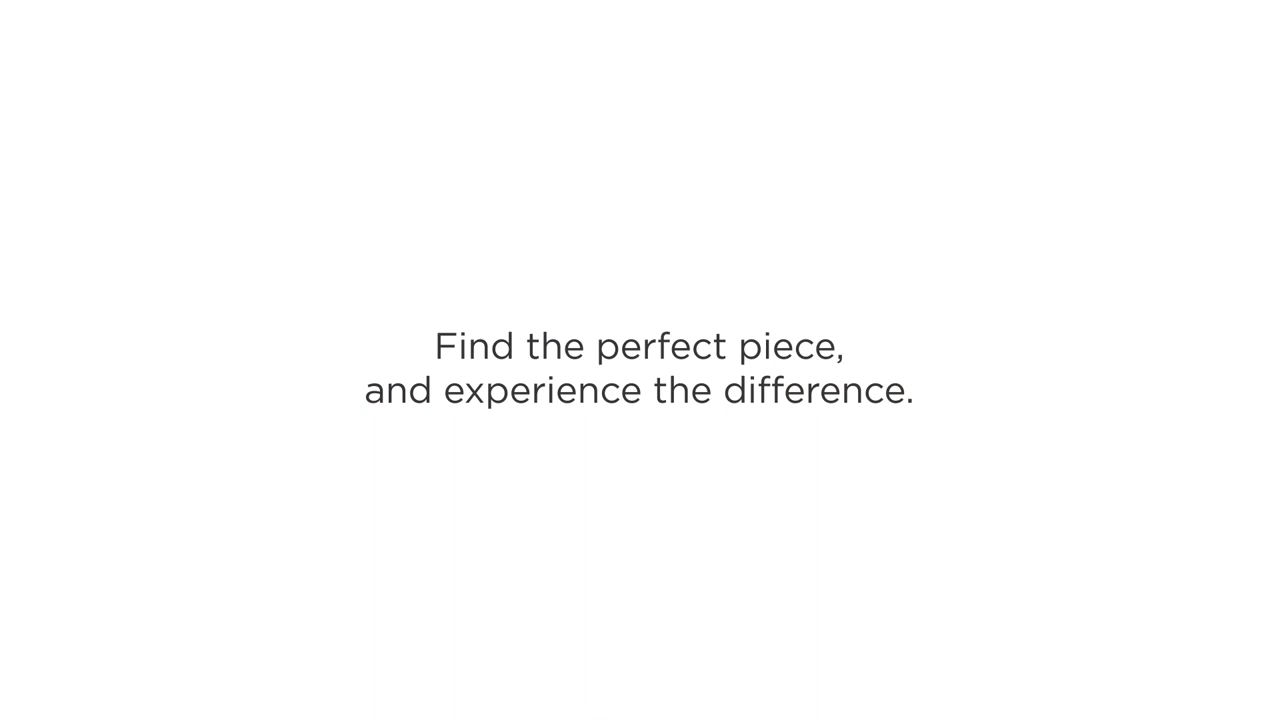 Find the perfect piece,
and experience the difference.